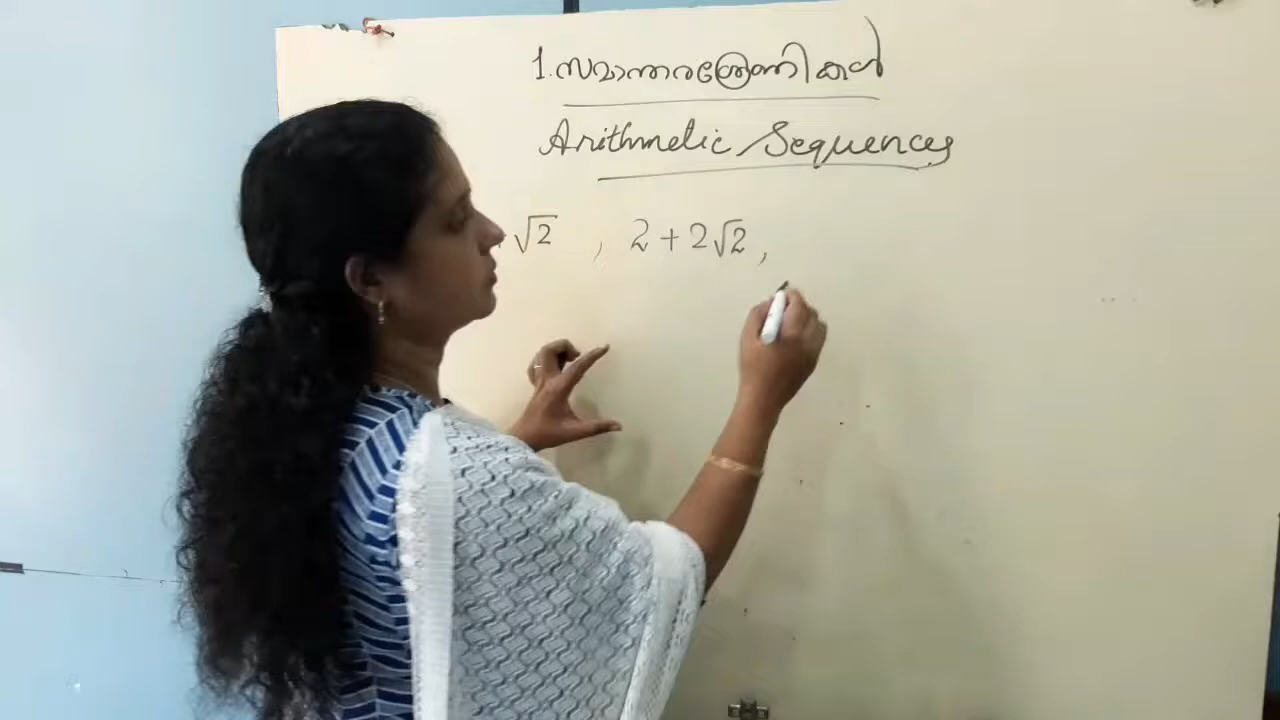 1. സമാന്തരശ്രേണികൾ
Arithmetic Sequences
√2 , 2 + 2√2 ,